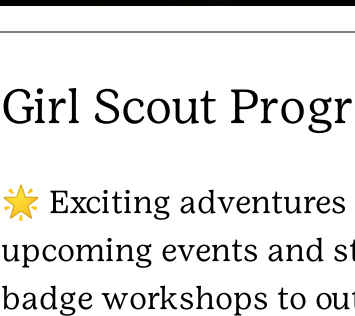 Girl Scout Progr
🌟 Exciting adventures
upcoming events and st
badge workshops to out